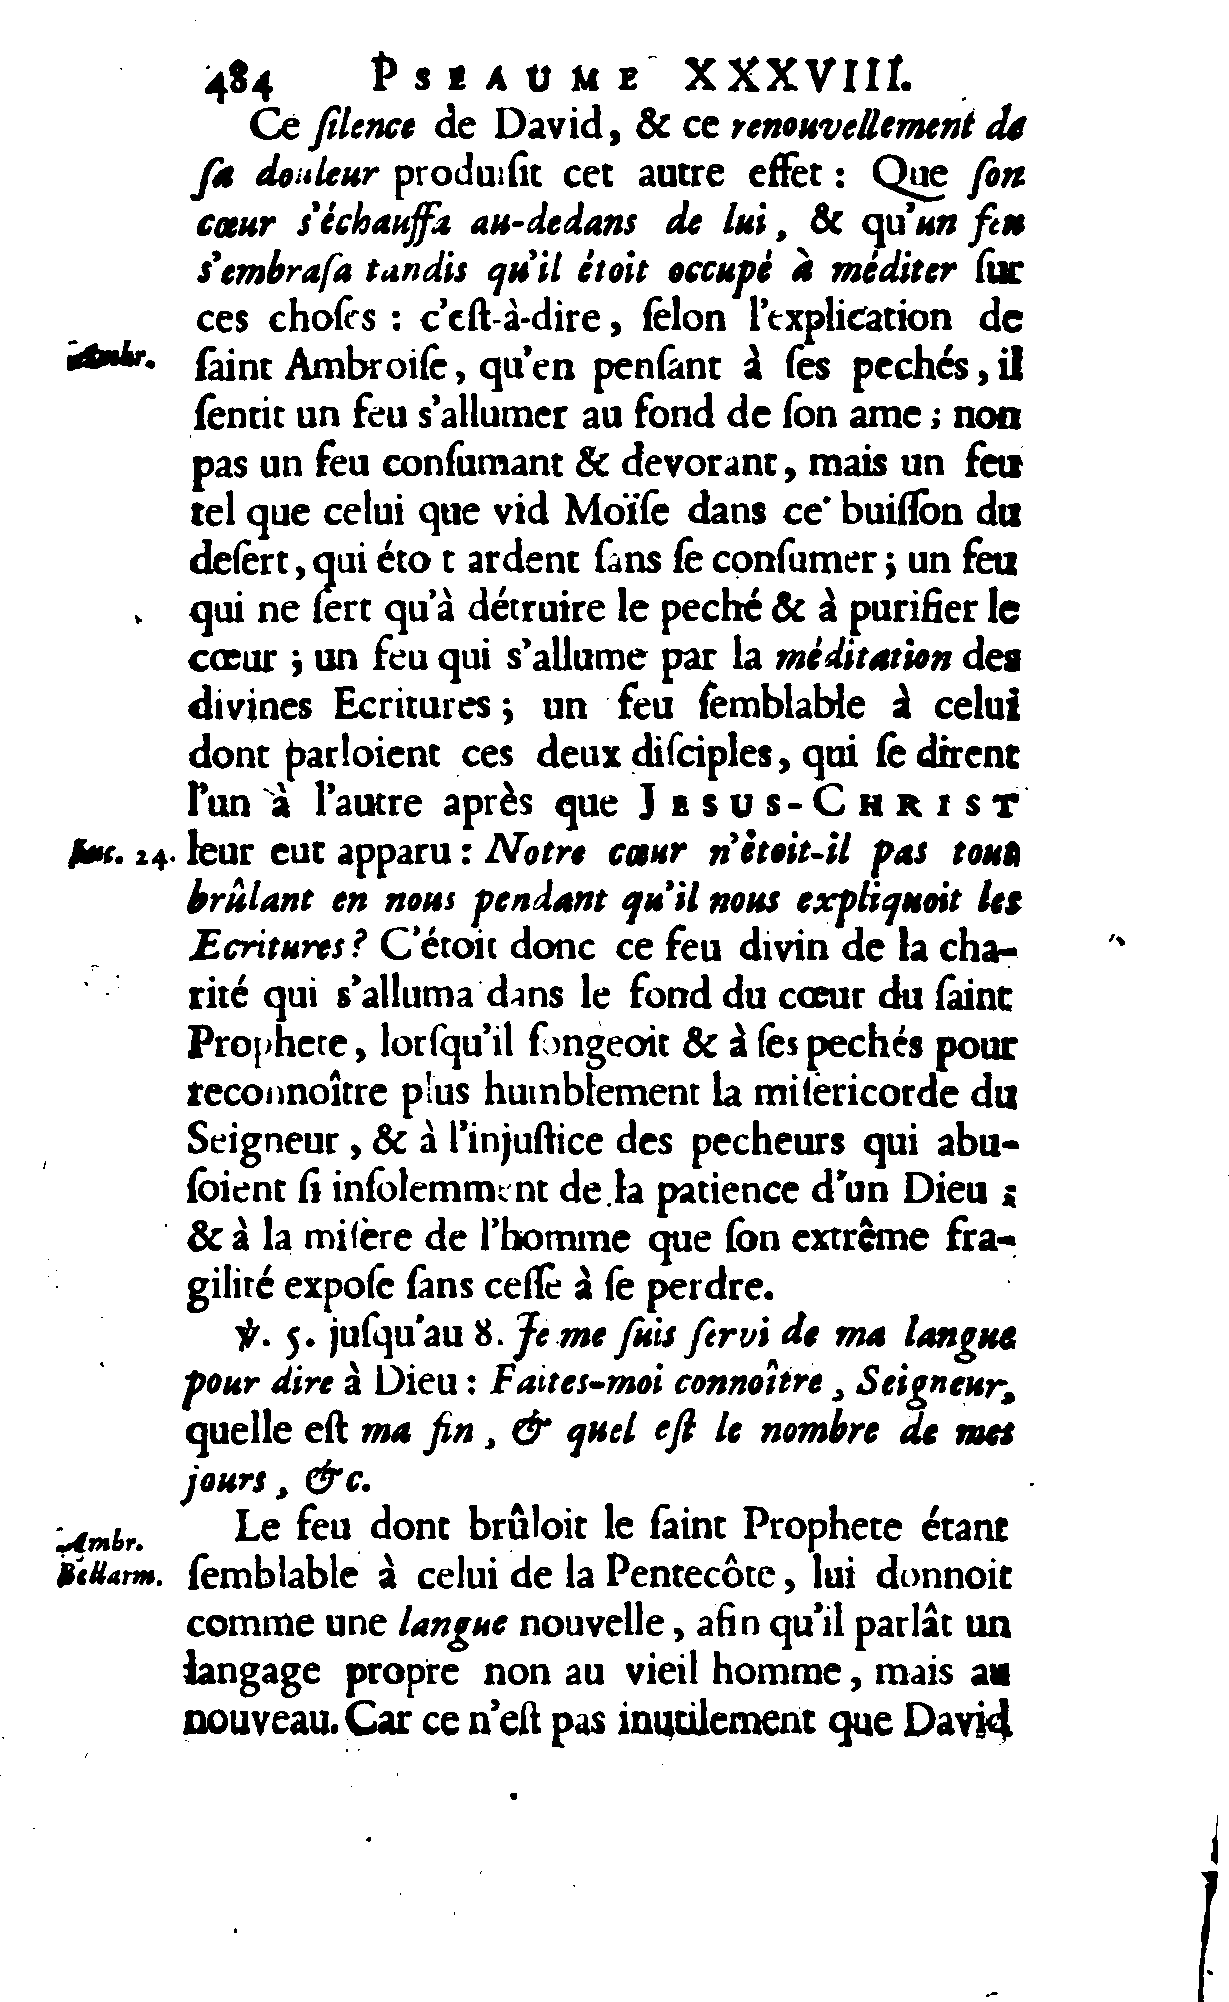 484 PSEAUME XXXVIII.
Ce ſilence de David, & ce renouvellement de
ſa douleur produiſit cet autre effet : Que ſon
cœur s'échauffa au-dedans de lui, & qu'un feu
s'embraſa tandis qu'il étoit occupé à méditer ſur
ces choſes : c'eſt-à-dire, ſelon l'explication de
Ambr. ſaint Ambroiſe, qu'en penſant à ſes pechés, il
ſentit un feu s'allumer au fond de ſon ame ; non
pas un feu conſumant & devorant, mais un feu
tel que celui que vid Moïſe dans ce buiſſon du
deſert, qui éto t ardent ſans ſe conſumer ; un feu
qui ne ſert qu'à détruire le peché & à purifier le
cœur ; un feu qui s'allume par la méditation des
divines Ecritures ; un feu ſemblable à celui
dont parloient ces deux diſciples, qui ſe dirent
l'un à l'autre après que JESUS-CHRIST
Luc. 24. leur eut apparu : Notre cœur n'étoit-il pas tout
brûlant en nous pendant qu'il nous expliquoit les
Ecritures ? C'étoit donc ce feu divin de la cha-
rité qui s'alluma dans le fond du cœur du ſaint
Prophete, lorſqu'il ſongeoit & à ſes pechés pour
reconnoître plus humblement la miſericorde du
Seigneur, & à l'injuſtice des pecheurs qui abu-
ſoient ſi inſolemment de la patience d'un Dieu ;
& à la miſère de l'homme que ſon extrême fra-
gilité expoſe ſans ceſſe à ſe perdre.
℣. 5. juſqu'au 8. Je me ſuis ſervi de ma langue
pour dire à Dieu : Faites-moi connoître, Seigneur,
quelle eſt ma fin, & quel eſt le nombre de mes
jours, &c.
Ambr. Le feu dont brûloit le ſaint Prophete étant
Bellarm. ſemblable à celui de la Pentecôte, lui donnoit
comme une langue nouvelle, afin qu'il parlât un
langage propre non au vieil homme, mais au
nouveau. Car ce n'eſt pas inutilement que David